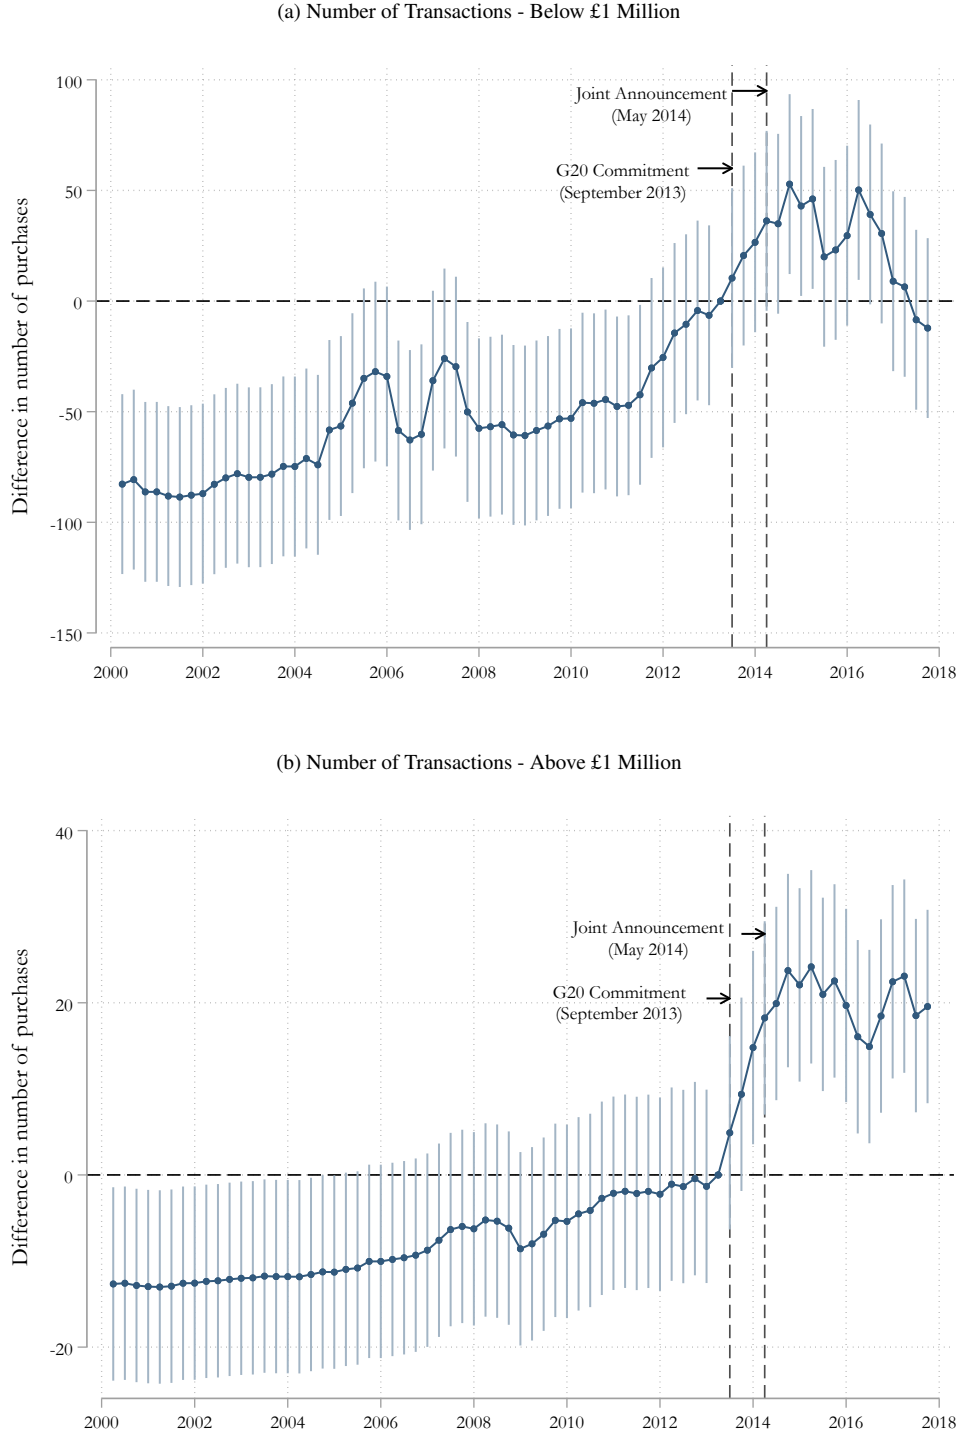 (a) Number of Transactions - Below £1 Million
Difference in number of purchases
100
50
0
-50
-100
-150
Joint Announcement
(May 2014)
G20 Commitment
(September 2013)
2000 2002 2004 2006 2008 2010 2012 2014 2016 2018
(b) Number of Transactions - Above £1 Million
Difference in number of purchases
40
20
0
-20
Joint Announcement
(May 2014)
G20 Commitment
(September 2013)
2000 2002 2004 2006 2008 2010 2012 2014 2016 2018